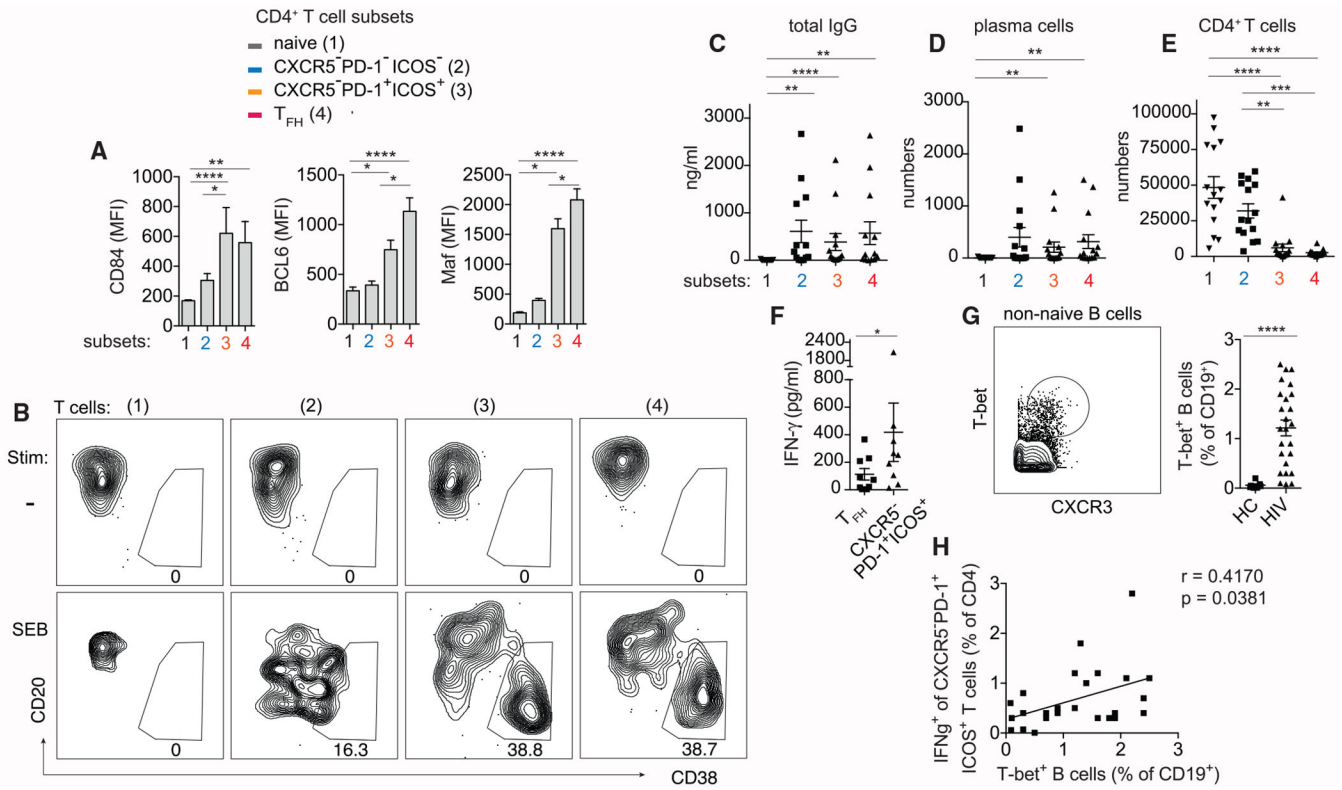 CD4⁺ T cell subsets
naive (1)
CXCR5⁻PD-1⁻ICOS⁻ (2)
CXCR5⁻PD-1⁺ICOS⁺ (3)
T_FH (4)
A
**
****
*
1000
800
600
400
200
CD84 (MFI)
subsets: 1 2 3 4
****
*
*
1500
1000
500
0
BCL6 (MFI)
1 2 3 4
****
*
*
2500
2000
1500
1000
500
0
Maf (MFI)
1 2 3 4
B
T cells: (1) (2) (3) (4)
Stim:
-
0 0 0 0
SEB
0 16.3 38.8 38.7
CD20
CD38
C
total IgG
**
****
**
3000
2000
1000
0
ng/ml
subsets: 1 2 3 4
D
plasma cells
**
**
3000
2000
1000
0
numbers
1 2 3 4
E
CD4⁺ T cells
****
****
***
**
100000
75000
50000
25000
0
numbers
1 2 3 4
F
*
2400
1800
800
600
400
200
0
IFN-γ (pg/ml)
T_FH
CXCR5⁻
PD-1⁺ICOS⁺
G
non-naive B cells
T-bet
CXCR3
****
3
2
1
0
T-bet⁺ B cells
(% of CD19⁺)
HC
HIV
H
r = 0.4170
p = 0.0381
3
2
1
0
IFNg⁺ of CXCR5⁻PD-1⁺
ICOS⁺ T cells (% of CD4)
0 1 2 3
T-bet⁺ B cells (% of CD19⁺)